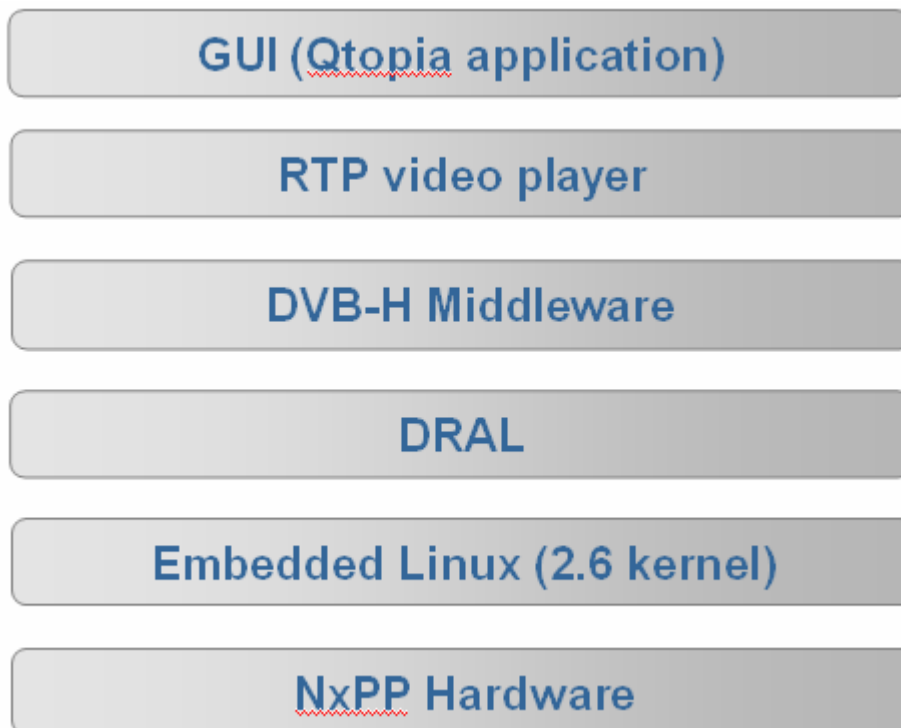 GUI (Qtopia application)
RTP video player
DVB-H Middleware
DRAL
Embedded Linux (2.6 kernel)
NxPP Hardware